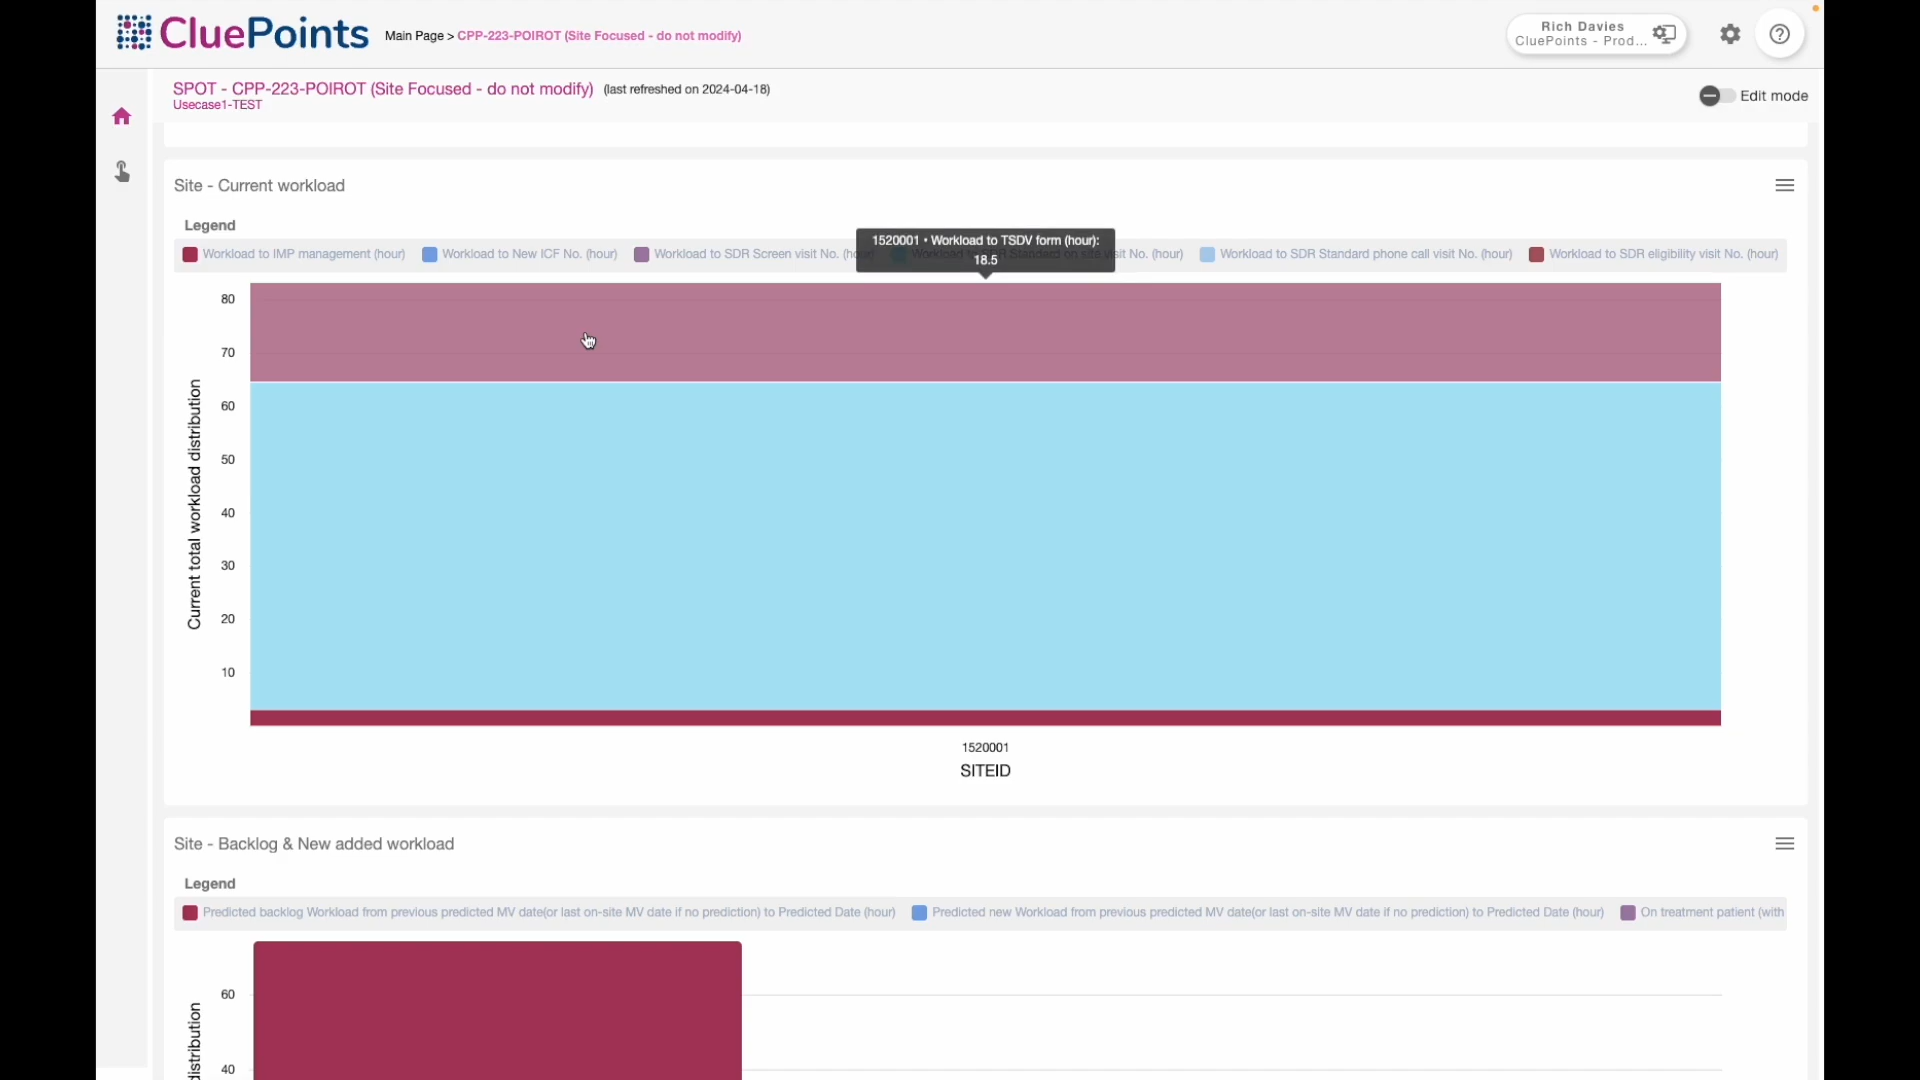 CluePoints
Main Page > CPP-223-POIROT (Site Focused - do not modify)
Rich Davies
CluePoints - Prod...
SPOT - CPP-223-POIROT (Site Focused - do not modify) (last refreshed on 2024-04-18)
Usecase1-TEST
Edit mode
Site - Current workload
Legend
1520001 • Workload to TSDV form (hour):
18.5
Workload to IMP management (hour) Workload to New ICF No. (hour) Workload to SDR Screen visit No. Workload to SDR Standard on site visit No. (hour) Workload to SDR Standard phone call visit No. (hour) Workload to SDR eligibility visit No. (hour)
80
70
60
50
40
30
20
10
Current total workload distribution
1520001
SITEID
Site - Backlog & New added workload
Legend
Predicted backlog Workload from previous predicted MV date(or last on-site MV date if no prediction) to Predicted Date (hour) Predicted new Workload from previous predicted MV date(or last on-site MV date if no prediction) to Predicted Date (hour) On treatment patient (with
60
40